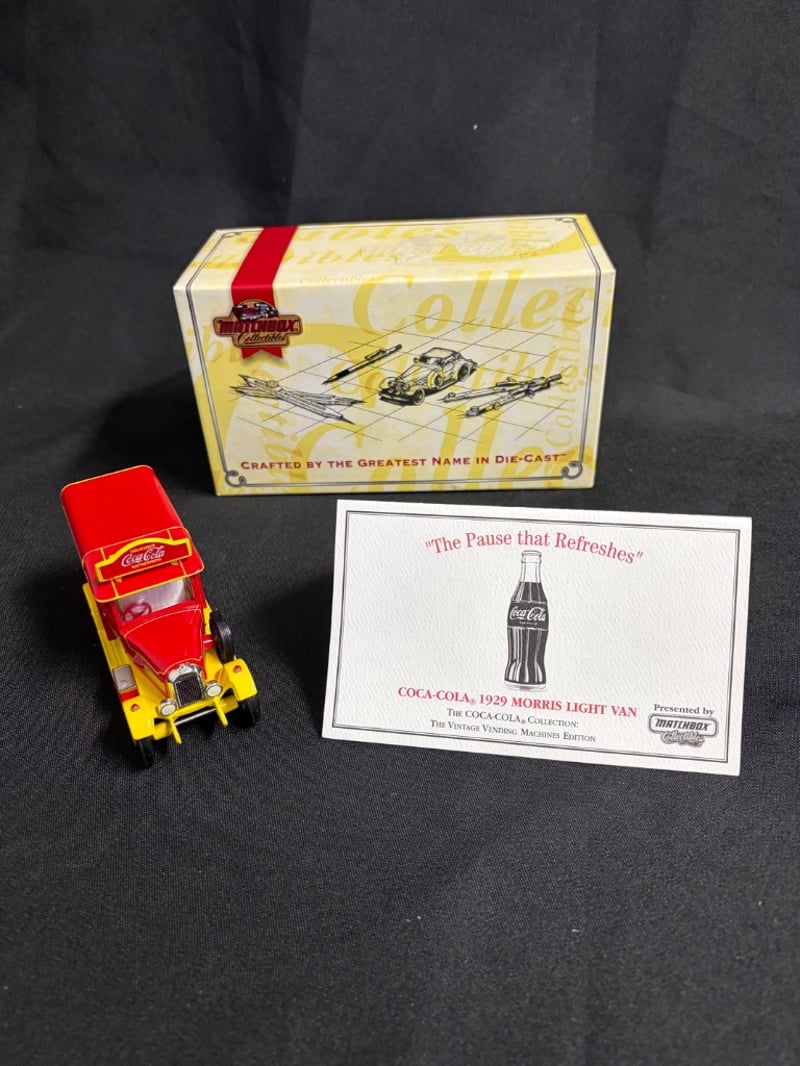 Collectibles
Collectibles
MATCHBOX
Collectibles
CRAFTED BY THE GREATEST NAME IN DIE-CAST™
Coca-Cola
"The Pause that Refreshes"
Coca-Cola
COCA-COLA® 1929 MORRIS LIGHT VAN
THE COCA-COLA® COLLECTION:
THE VINTAGE VENDING MACHINES EDITION
Presented by
MATCHBOX
Collectibles